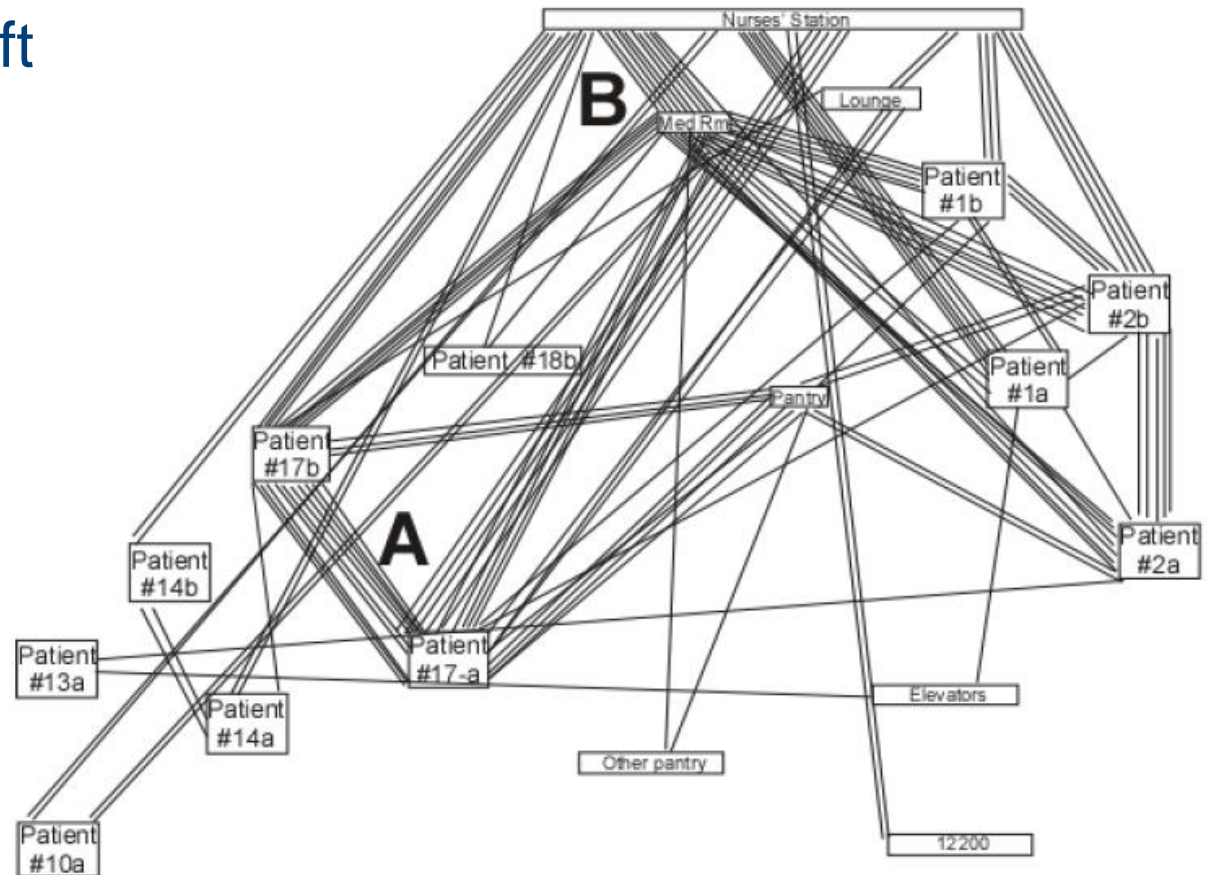 ft
Nurses' Station
B
Lounge
Med Rm
Patient
#1b
Patient
#2b
Patient #18b
Patient
#1a
Pantry
Patient
#17b
A
Patient
#2a
Patient
#14b
Patient
#17-a
Patient
#13a
Elevators
Patient
#14a
Other pantry
12200
Patient
#10a